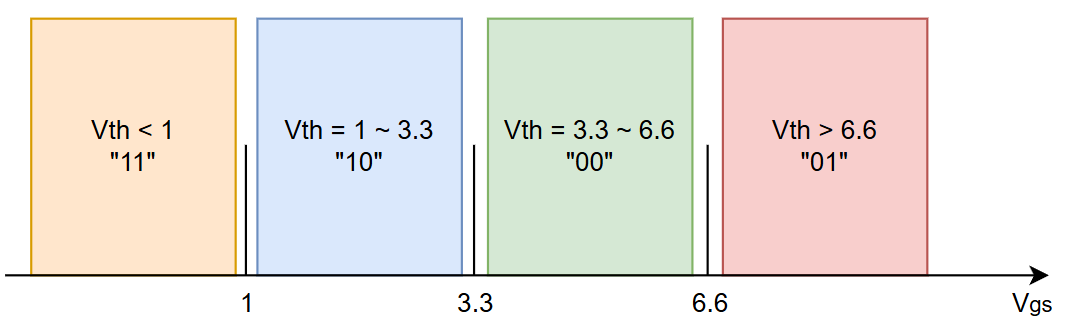 Vth < 1
"11"
Vth = 1 ~ 3.3
"10"
Vth = 3.3 ~ 6.6
"00"
Vth > 6.6
"01"
1
3.3
6.6
Vgs